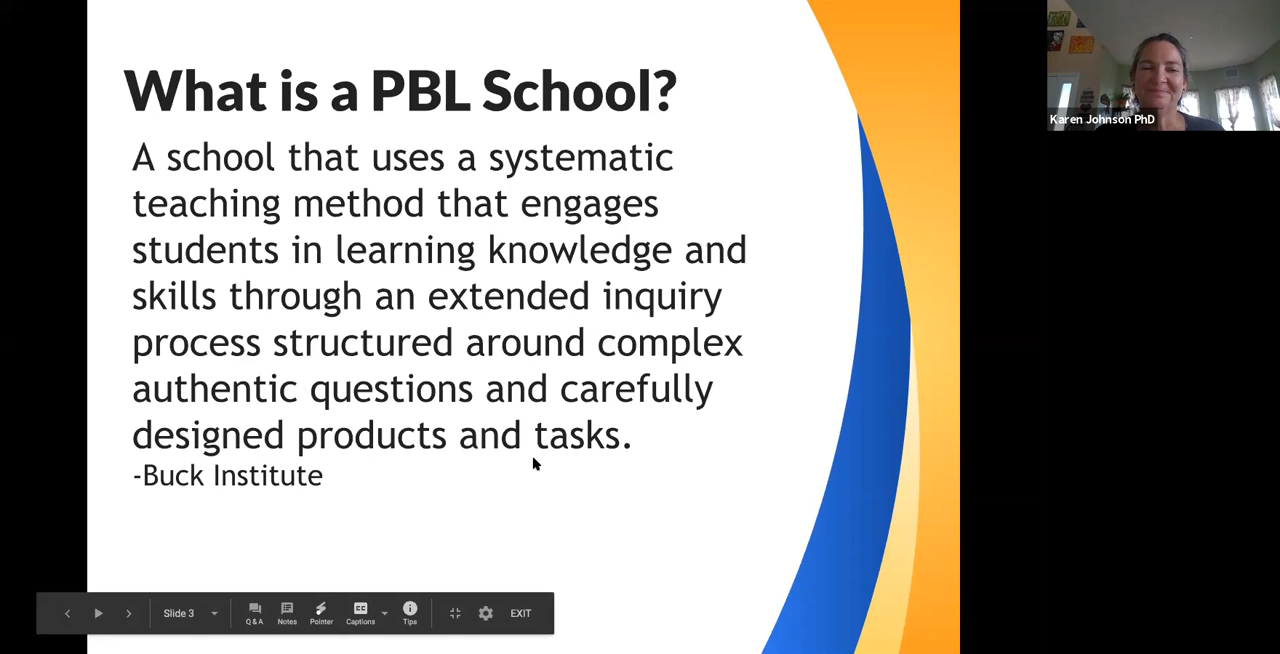 What is a PBL School?
A school that uses a systematic
teaching method that engages
students in learning knowledge and
skills through an extended inquiry
process structured around complex
authentic questions and carefully
designed products and tasks.
-Buck Institute
Karen Johnson PhD
Slide 3
Q & A
Notes
Pointer
CC
Captions
Tips
EXIT